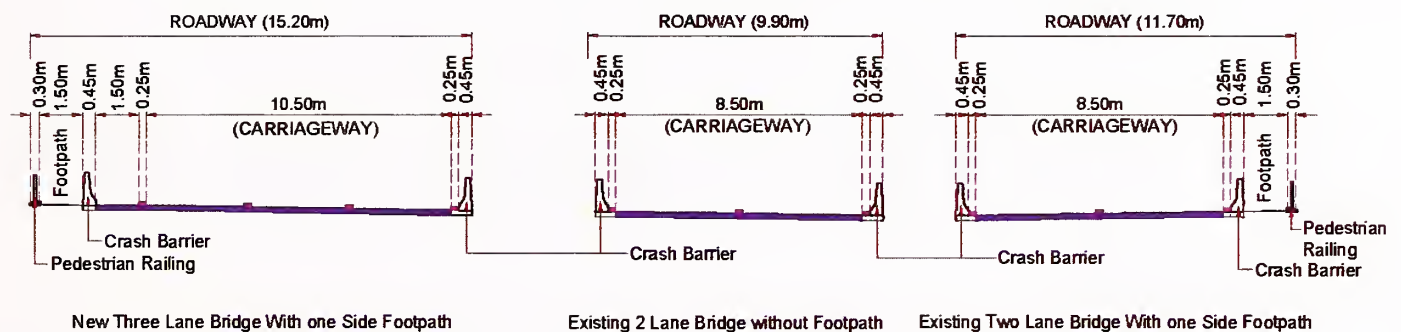 ROADWAY (15.20m)
0.30m
1.50m
0.45m
1.50m
0.25m
10.50m
(CARRIAGEWAY)
0.25m
0.45m
Footpath
Crash Barrier
Pedestrian Railing
New Three Lane Bridge With one Side Footpath
ROADWAY (9.90m)
0.45m
0.25m
8.50m
(CARRIAGEWAY)
0.25m
0.45m
Crash Barrier
Existing 2 Lane Bridge without Footpath
ROADWAY (11.70m)
0.45m
0.25m
8.50m
(CARRIAGEWAY)
0.25m
0.45m
1.50m
0.30m
Footpath
Crash Barrier
Pedestrian
Railing
Crash Barrier
Existing Two Lane Bridge With one Side Footpath